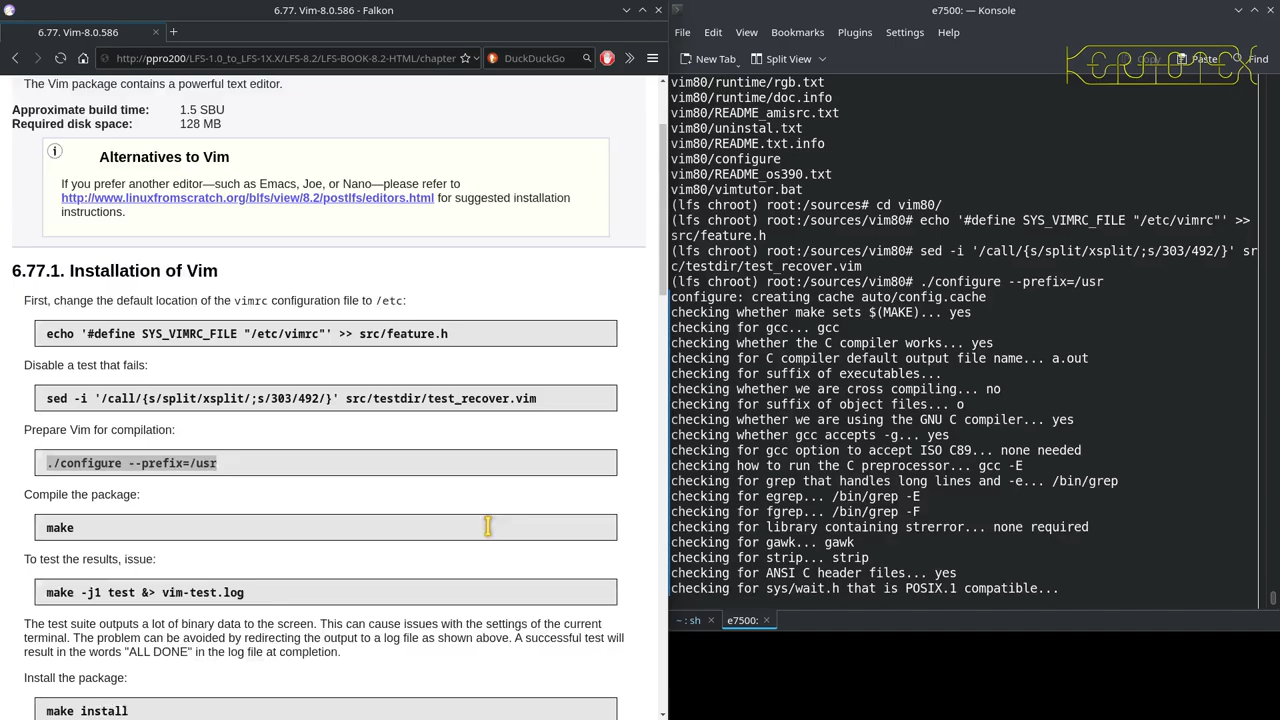 6.77. Vim-8.0.586 - Falkon
6.77. Vim-8.0.586
http://ppro200/LFS-1.0_to_LFS-1X.X/LFS-8.2/LFS-BOOK-8.2-HTML/chapter
DuckDuckGo
The Vim package contains a powerful text editor.
Approximate build time: 1.5 SBU
Required disk space: 128 MB
Alternatives to Vim
If you prefer another editor—such as Emacs, Joe, or Nano—please refer to
http://www.linuxfromscratch.org/blfs/view/8.2/postlfs/editors.html for suggested installation
instructions.
6.77.1. Installation of Vim
First, change the default location of the vimrc configuration file to /etc:
echo '#define SYS_VIMRC_FILE "/etc/vimrc"' >> src/feature.h
Disable a test that fails:
sed -i '/call/{s/split/xsplit/;s/303/492/}' src/testdir/test_recover.vim
Prepare Vim for compilation:
./configure --prefix=/usr
Compile the package:
make
To test the results, issue:
make -j1 test &> vim-test.log
The test suite outputs a lot of binary data to the screen. This can cause issues with the settings of the current
terminal. The problem can be avoided by redirecting the output to a log file as shown above. A successful test will
result in the words "ALL DONE" in the log file at completion.
Install the package:
make install
e7500: — Konsole
File Edit View Bookmarks Plugins Settings Help
New Tab Split View Copy Paste Find
KERNOTEX
vim80/runtime/rgb.txt
vim80/runtime/doc.info
vim80/README_amisrc.txt
vim80/uninstal.txt
vim80/README.txt.info
vim80/configure
vim80/README_os390.txt
vim80/vimtutor.bat
(lfs chroot) root:/sources# cd vim80/
(lfs chroot) root:/sources/vim80# echo '#define SYS_VIMRC_FILE "/etc/vimrc"' >>
src/feature.h
(lfs chroot) root:/sources/vim80# sed -i '/call/{s/split/xsplit/;s/303/492/}' sr
c/testdir/test_recover.vim
(lfs chroot) root:/sources/vim80# ./configure --prefix=/usr
configure: creating cache auto/config.cache
checking whether make sets $(MAKE)... yes
checking for gcc... gcc
checking whether the C compiler works... yes
checking for C compiler default output file name... a.out
checking for suffix of executables...
checking whether we are cross compiling... no
checking for suffix of object files... o
checking whether we are using the GNU C compiler... yes
checking whether gcc accepts -g... yes
checking for gcc option to accept ISO C89... none needed
checking how to run the C preprocessor... gcc -E
checking for grep that handles long lines and -e... /bin/grep
checking for egrep... /bin/grep -E
checking for fgrep... /bin/grep -F
checking for library containing strerror... none required
checking for gawk... gawk
checking for strip... strip
checking for ANSI C header files... yes
checking for sys/wait.h that is POSIX.1 compatible...
~ : sh
e7500: